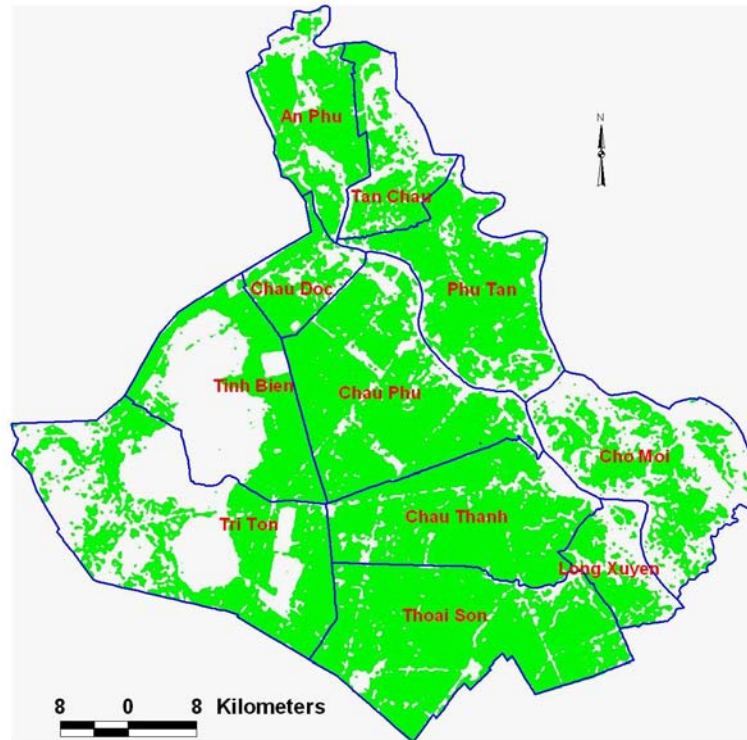 N
An Phu
Tan Chau
Chau Doc
Phu Tan
Tinh Bien
Chau Phu
Cho Moi
Tri Ton
Chau Thanh
Long Xuyen
Thoai Son
8 0 8 Kilometers